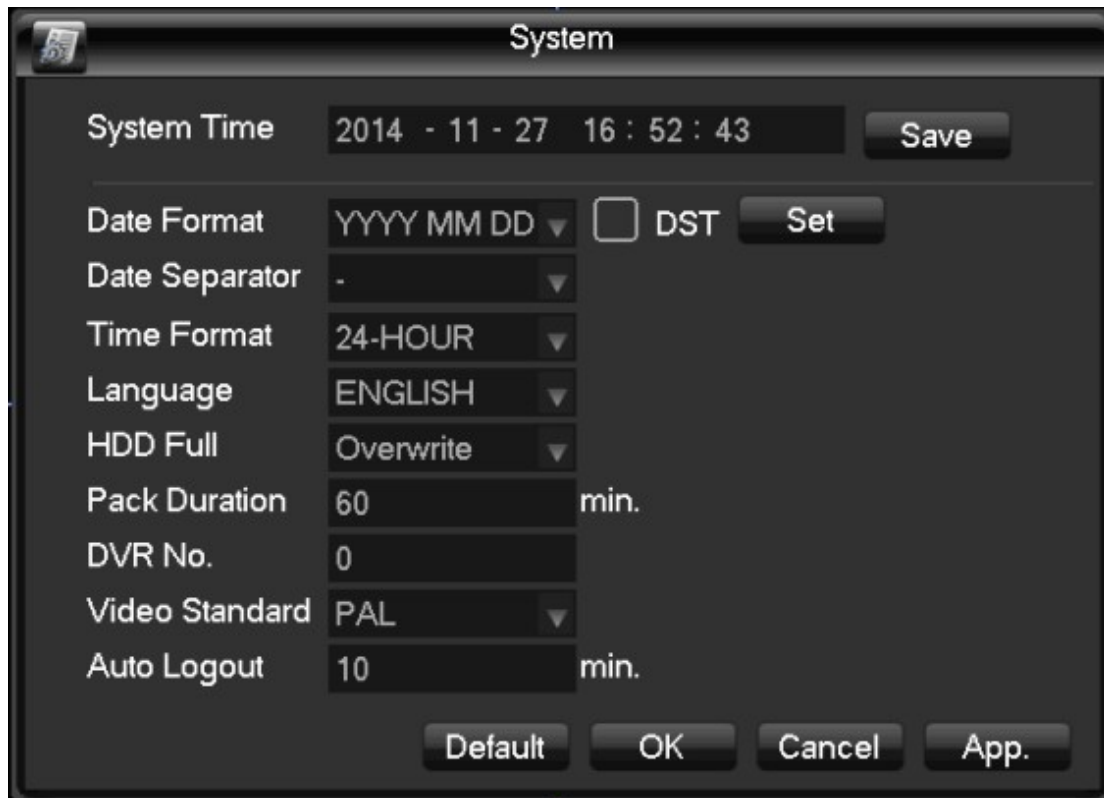 System
System Time 2014 - 11 - 27 16 : 52 : 43 Save
Date Format YYYY MM DD DST Set
Date Separator -
Time Format 24-HOUR
Language ENGLISH
HDD Full Overwrite
Pack Duration 60 min.
DVR No. 0
Video Standard PAL
Auto Logout 10 min.
Default OK Cancel App.